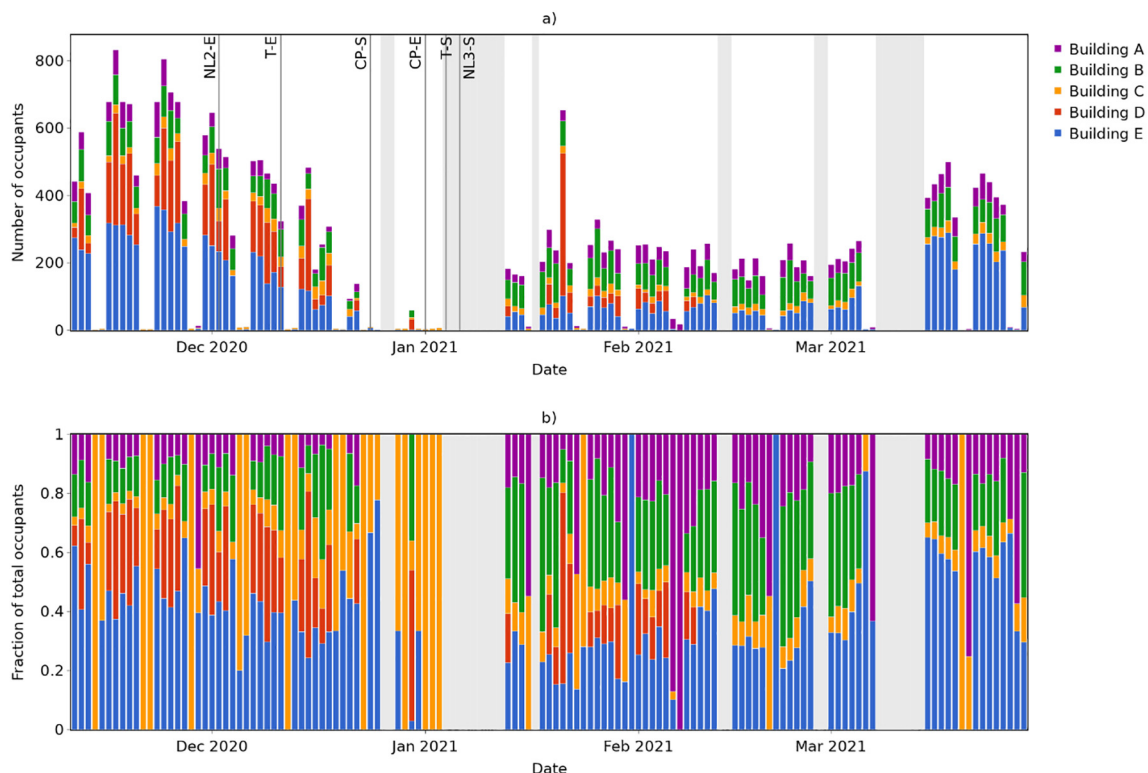 a)
800
600
400
200
0
Number of occupants
NL2-E
T-E
CP-S
CP-E
T-S
NL3-S
Building A
Building B
Building C
Building D
Building E
Dec 2020
Jan 2021
Feb 2021
Mar 2021
Date
b)
1
0.8
0.6
0.4
0.2
0
Fraction of total occupants
Dec 2020
Jan 2021
Feb 2021
Mar 2021
Date